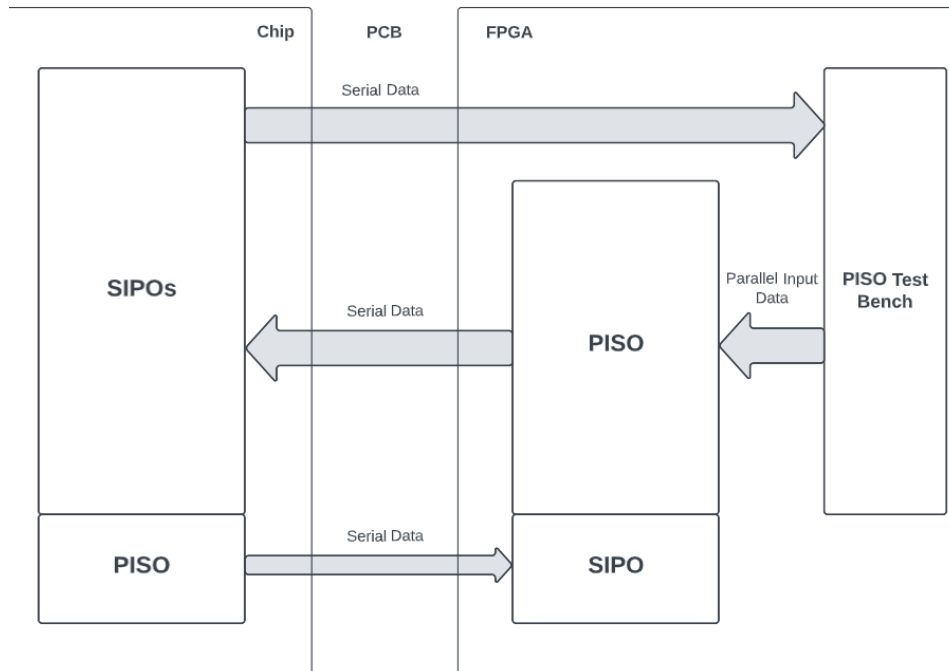 Chip
PCB
FPGA
Serial Data
SIPOs
Parallel Input
Data
PISO Test
Bench
Serial Data
PISO
Serial Data
PISO
SIPO